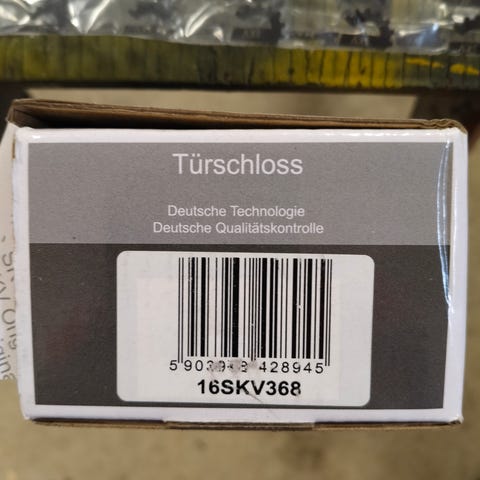 Türschloss
Deutsche Technologie
Deutsche Qualitätskontrolle
428945
16SKV368